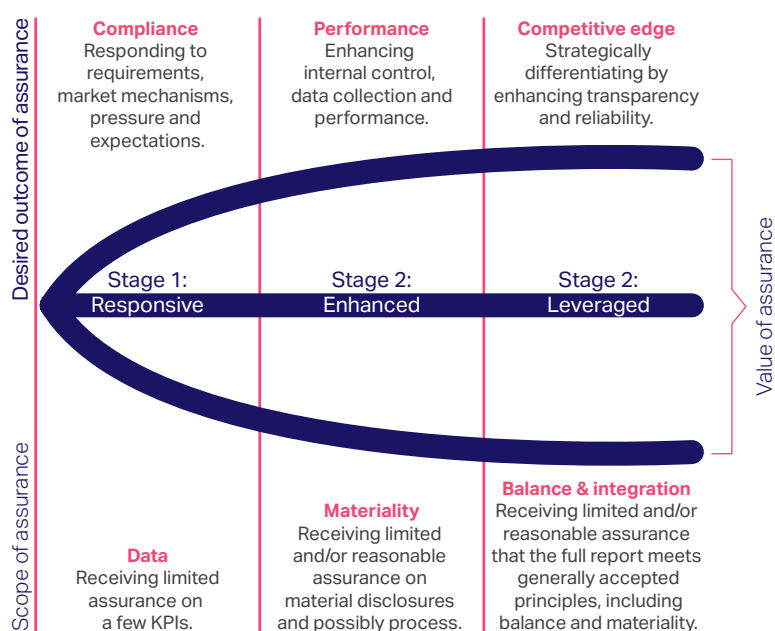 Desired outcome of assurance
Compliance
Responding to
requirements,
market mechanisms,
pressure and
expectations.
Performance
Enhancing
internal control,
data collection and
performance.
Competitive edge
Strategically
differentiating by
enhancing transparency
and reliability.
Stage 1:
Responsive
Stage 2:
Enhanced
Stage 2:
Leveraged
Value of assurance
Scope of assurance
Data
Receiving limited
assurance on
a few KPIs.
Materiality
Receiving limited
and/or reasonable
assurance on
material disclosures
and possibly process.
Balance & integration
Receiving limited and/or
reasonable assurance
that the full report meets
generally accepted
principles, including
balance and materiality.